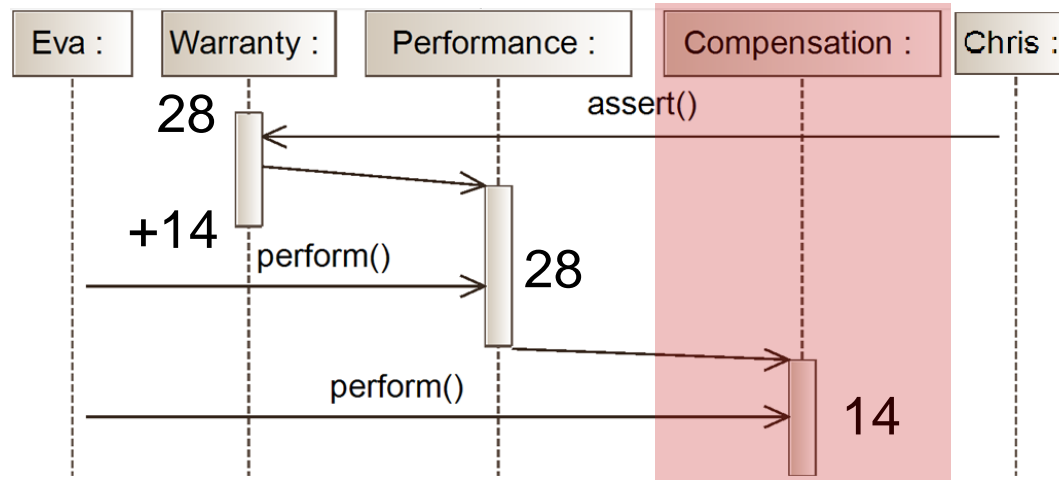 Eva :
Warranty :
Performance :
Compensation :
Chris :
28
assert()
+14
perform()
28
perform()
14